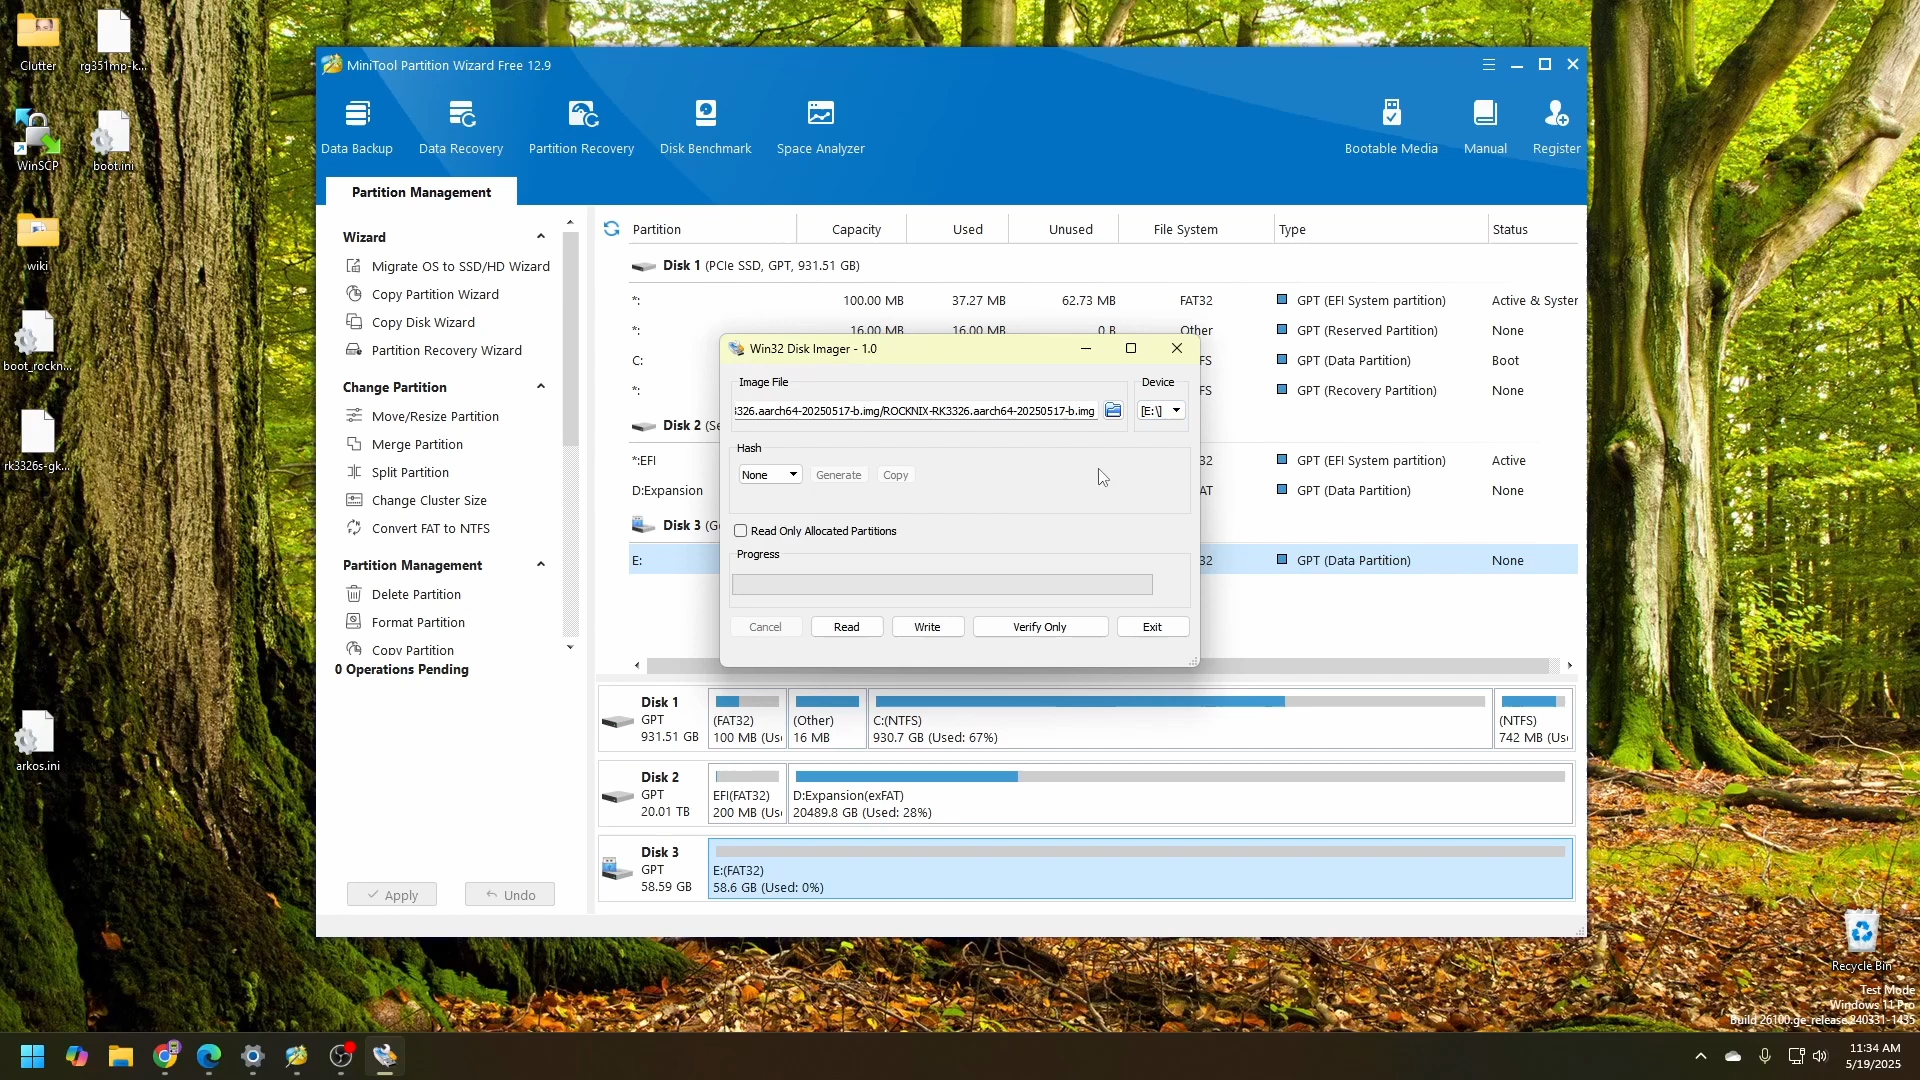 Clutter
rg351mp-k...
WinSCP
boot.ini
wiki
boot_rockn...
rk3326s-gk...
arkos.ini
MiniTool Partition Wizard Free 12.9
Data Backup
Data Recovery
Partition Recovery
Disk Benchmark
Space Analyzer
Bootable Media
Manual
Register
Partition Management
Wizard
Migrate OS to SSD/HD Wizard
Copy Partition Wizard
Copy Disk Wizard
Partition Recovery Wizard
Change Partition
Move/Resize Partition
Merge Partition
Split Partition
Change Cluster Size
Convert FAT to NTFS
Partition Management
Delete Partition
Format Partition
Copy Partition
0 Operations Pending
Apply
Undo
Partition Capacity Used Unused File System Type Status
Disk 1 (PCIe SSD, GPT, 931.51 GB)
*: 100.00 MB 37.27 MB 62.73 MB FAT32 GPT (EFI System partition) Active & Syster
*: 16.00 MB 16.00 MB 0 B Other GPT (Reserved Partition) None
C: FS GPT (Data Partition) Boot
*: FS GPT (Recovery Partition) None
Disk 2 (Se
*:EFI 32 GPT (EFI System partition) Active
D:Expansion AT GPT (Data Partition) None
Disk 3 (G
E: 32 GPT (Data Partition) None
Win32 Disk Imager - 1.0
Image File
Device
3326.aarch64-20250517-b.img/ROCKNIX-RK3326.aarch64-20250517-b.img
[E:\]
Hash
None
Generate
Copy
Read Only Allocated Partitions
Progress
Cancel
Read
Write
Verify Only
Exit
Disk 1
GPT
931.51 GB
(FAT32)
100 MB (Us
(Other)
16 MB
C:(NTFS)
930.7 GB (Used: 67%)
(NTFS)
742 MB (Us
Disk 2
GPT
20.01 TB
EFI(FAT32)
200 MB (Us
D:Expansion(exFAT)
20489.8 GB (Used: 28%)
Disk 3
GPT
58.59 GB
E:(FAT32)
58.6 GB (Used: 0%)
Recycle Bin
Test Mode
Windows 11 Pro
Build 26100.ge_release.240331-1435
11:34 AM
5/19/2025